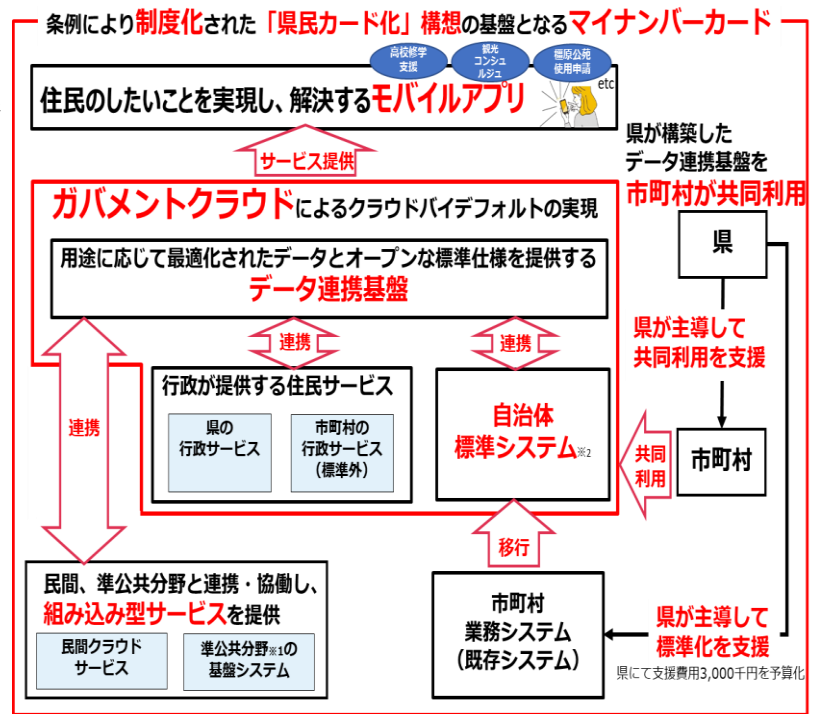 条例により制度化された「県民カード化」構想の基盤となるマイナンバーカード
高校修学
支援
観光
コンシュ
ルジュ
橿原公苑
使用申請
etc
住民のしたいことを実現し、解決するモバイルアプリ
サービス提供
県が構築した
データ連携基盤を
市町村が共同利用
ガバメントクラウドによるクラウドバイデフォルトの実現
用途に応じて最適化されたデータとオープンな標準仕様を提供する
データ連携基盤
県
連携
連携
県が主導して
共同利用を支援
行政が提供する住民サービス
県の
行政サービス
市町村の
行政サービス
（標準外）
自治体
標準システム※2
連携
共同
利用
市町村
移行
民間、準公共分野と連携・協働し、
組み込み型サービスを提供
民間クラウド
サービス
準公共分野※1の
基盤システム
市町村
業務システム
（既存システム）
県が主導して
標準化を支援
県にて支援費用3,000千円を予算化